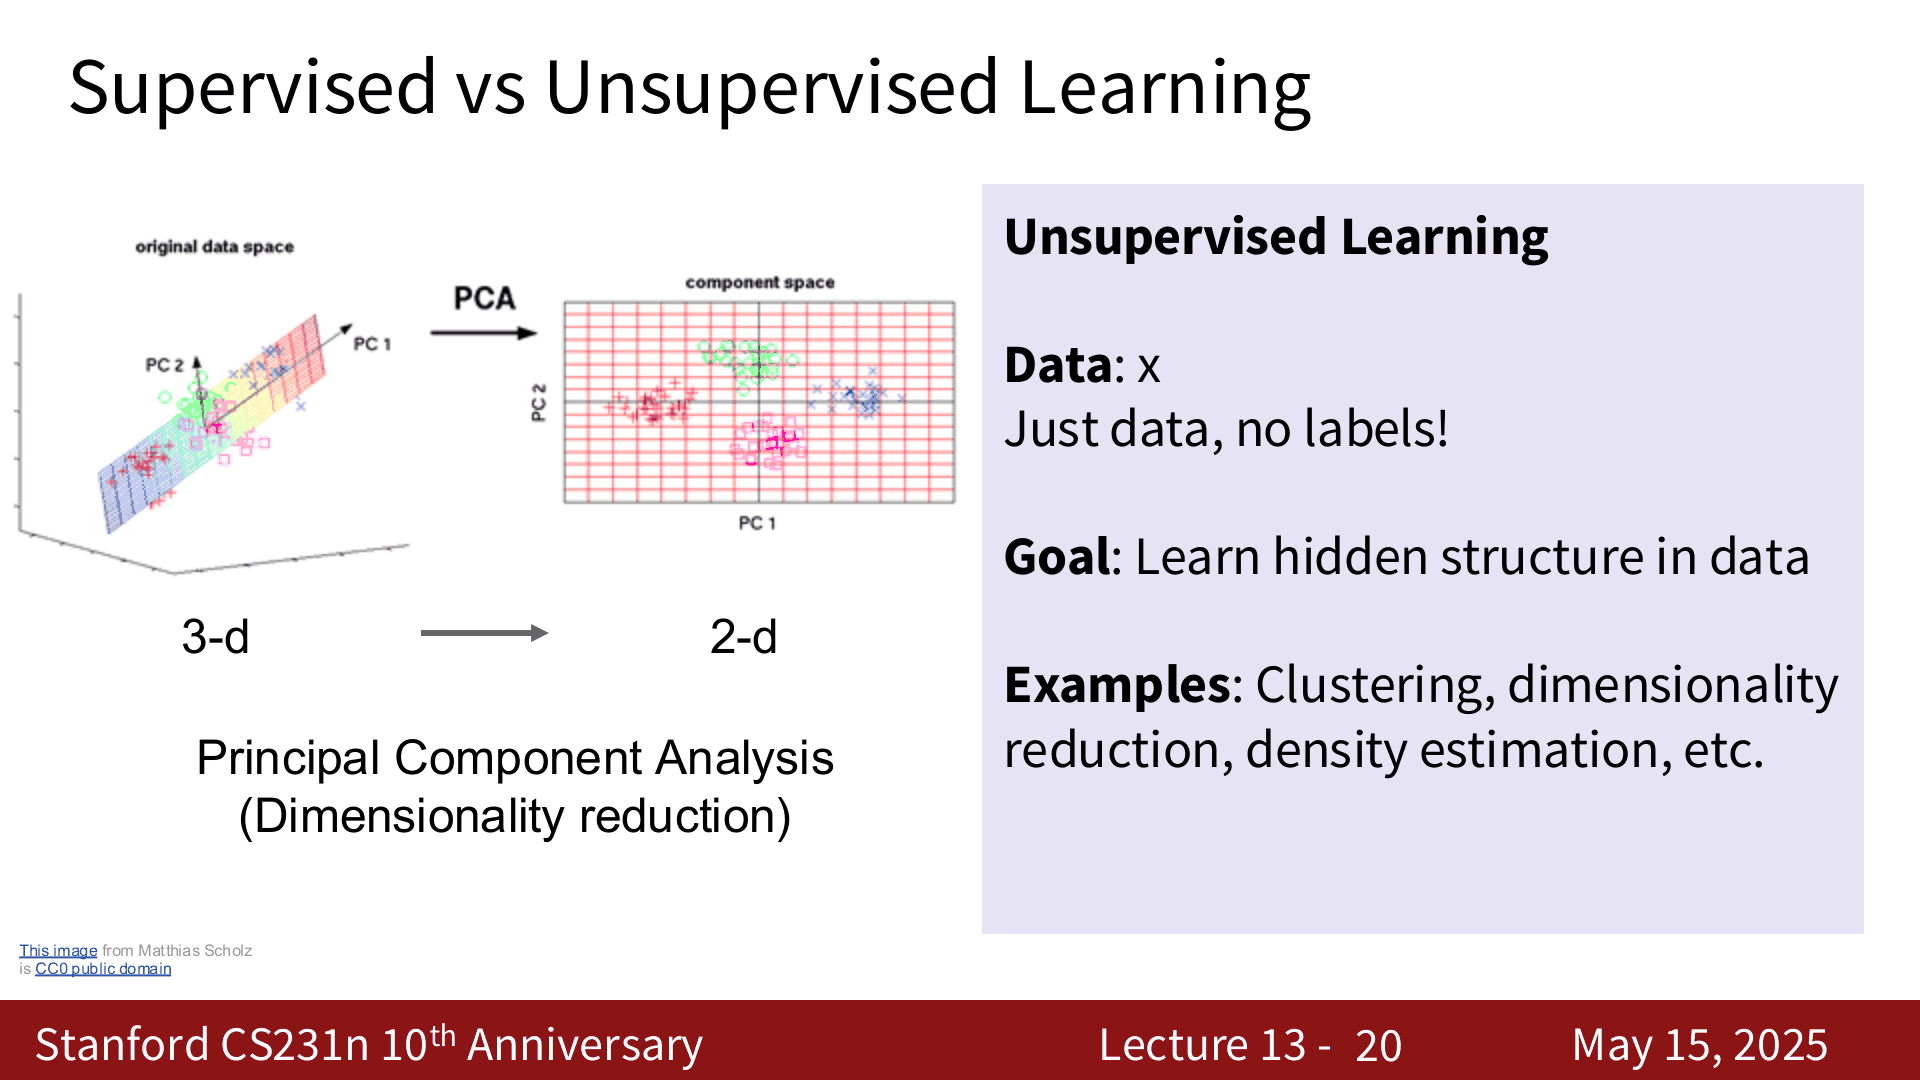 Supervised vs Unsupervised Learning
original data space
PC 1
PC 2
PCA
component space
PC 2
PC 1
3-d
2-d
Principal Component Analysis
(Dimensionality reduction)
Unsupervised Learning
Data: x
Just data, no labels!
Goal: Learn hidden structure in data
Examples: Clustering, dimensionality
reduction, density estimation, etc.
This image from Matthias Scholz
is CC0 public domain
Stanford CS231n 10th Anniversary
Lecture 13 - 20
May 15, 2025